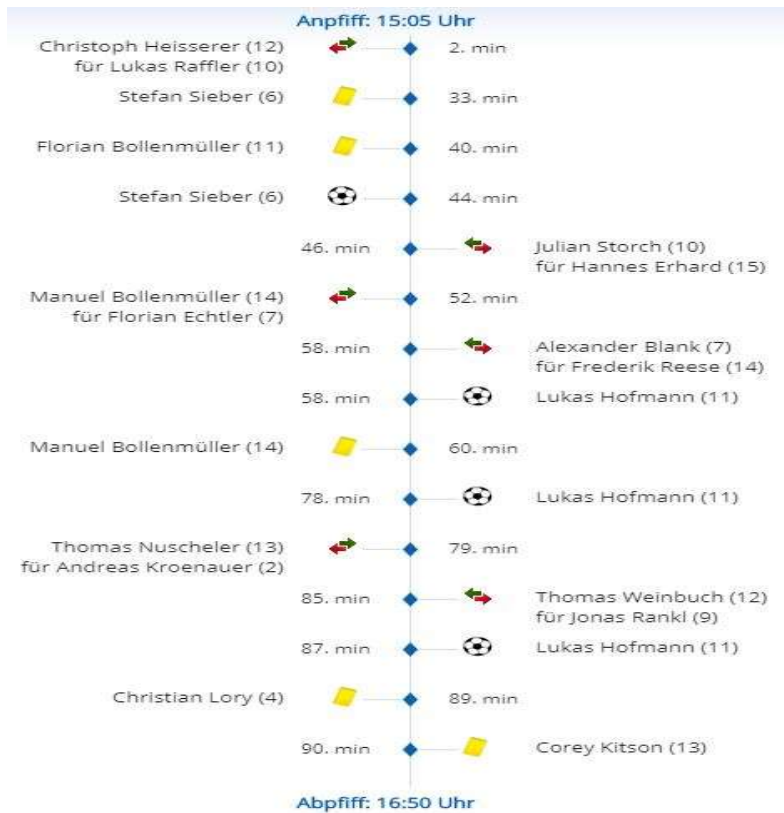 Anpfiff: 15:05 Uhr
Christoph Heisserer (12) 2. min
für Lukas Raffler (10)
Stefan Sieber (6) 33. min
Florian Bollenmüller (11) 40. min
Stefan Sieber (6) 44. min
46. min Julian Storch (10)
für Hannes Erhard (15)
Manuel Bollenmüller (14) 52. min
für Florian Echtler (7)
58. min Alexander Blank (7)
für Frederik Reese (14)
58. min Lukas Hofmann (11)
Manuel Bollenmüller (14) 60. min
78. min Lukas Hofmann (11)
Thomas Nuscheler (13) 79. min
für Andreas Kroenauer (2)
85. min Thomas Weinbuch (12)
für Jonas Rankl (9)
87. min Lukas Hofmann (11)
Christian Lory (4) 89. min
90. min Corey Kitson (13)
Abpfiff: 16:50 Uhr